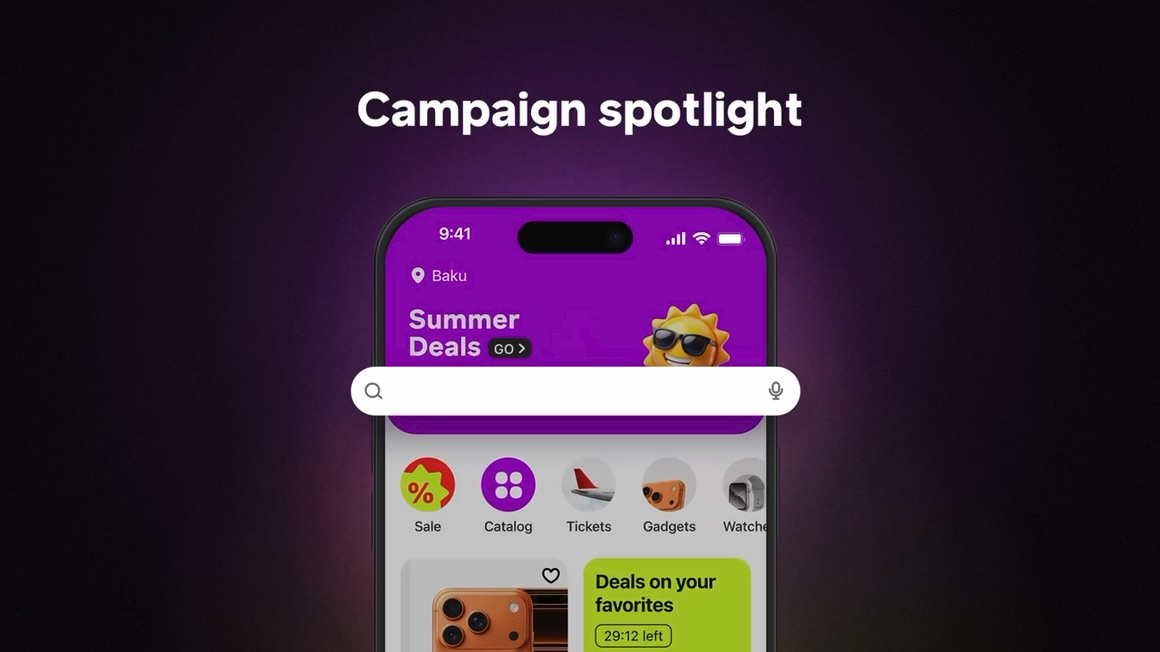 Campaign spotlight
9:41
Baku
Summer
Deals GO
%
Sale
Catalog
Tickets
Gadgets
Watche
Deals on your
favorites
29:12 left